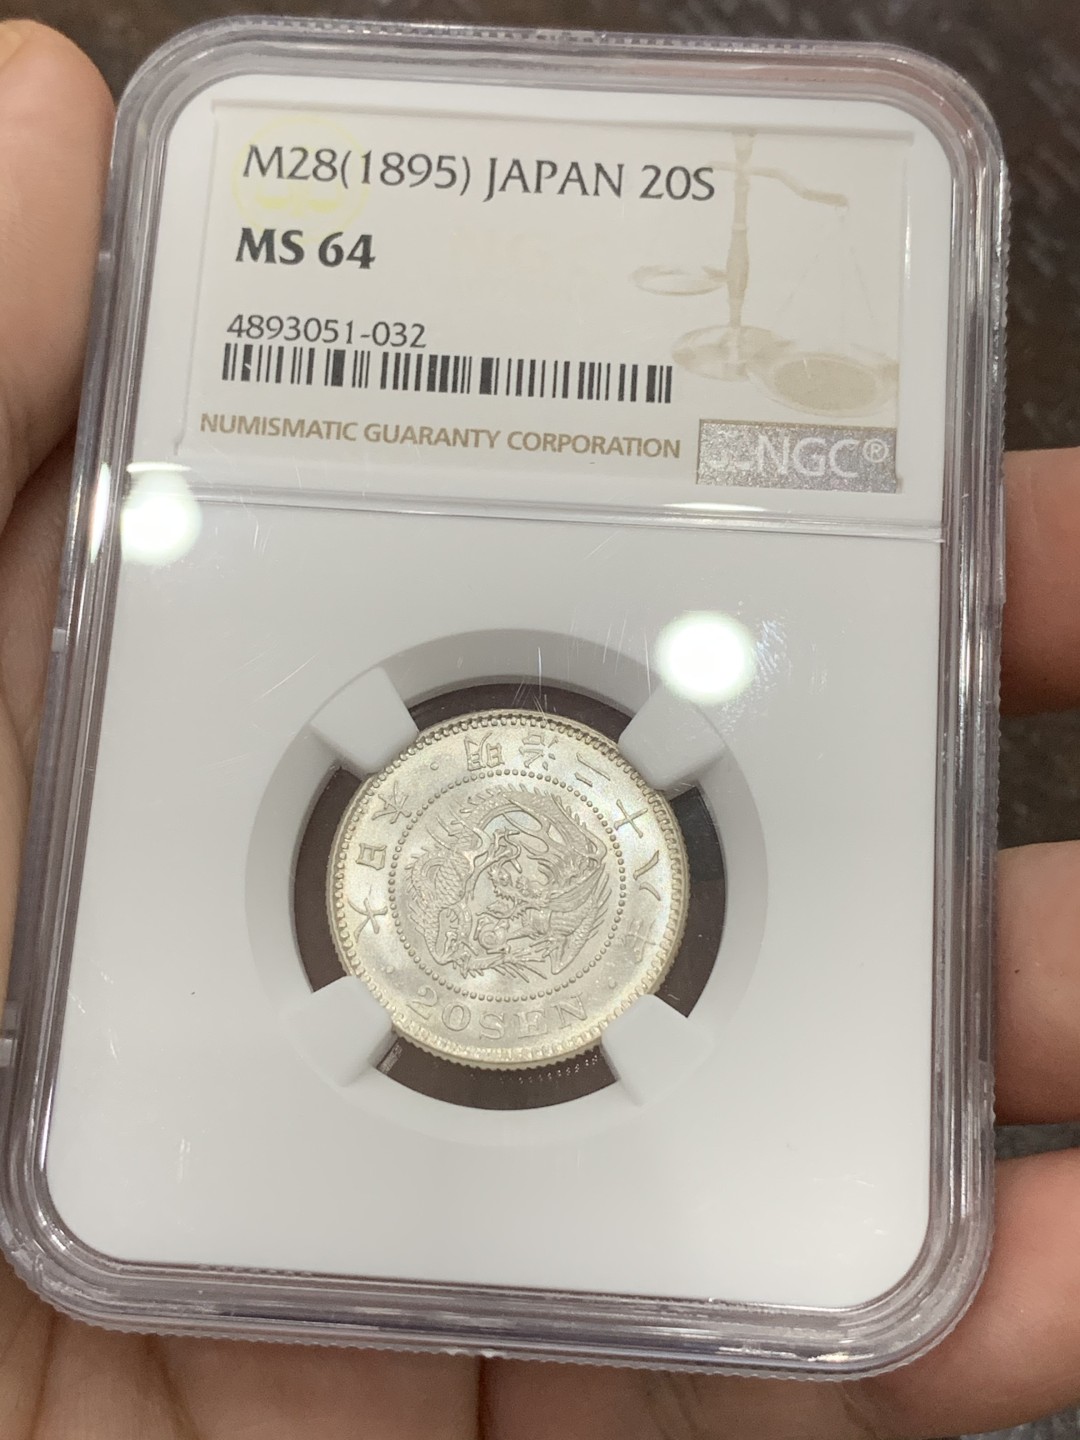 M28(1895) JAPAN 20S
MS 64
4893051-032
NUMISMATIC GUARANTY CORPORATION
NGC®
大日本・明治二十八年・
20 SEN